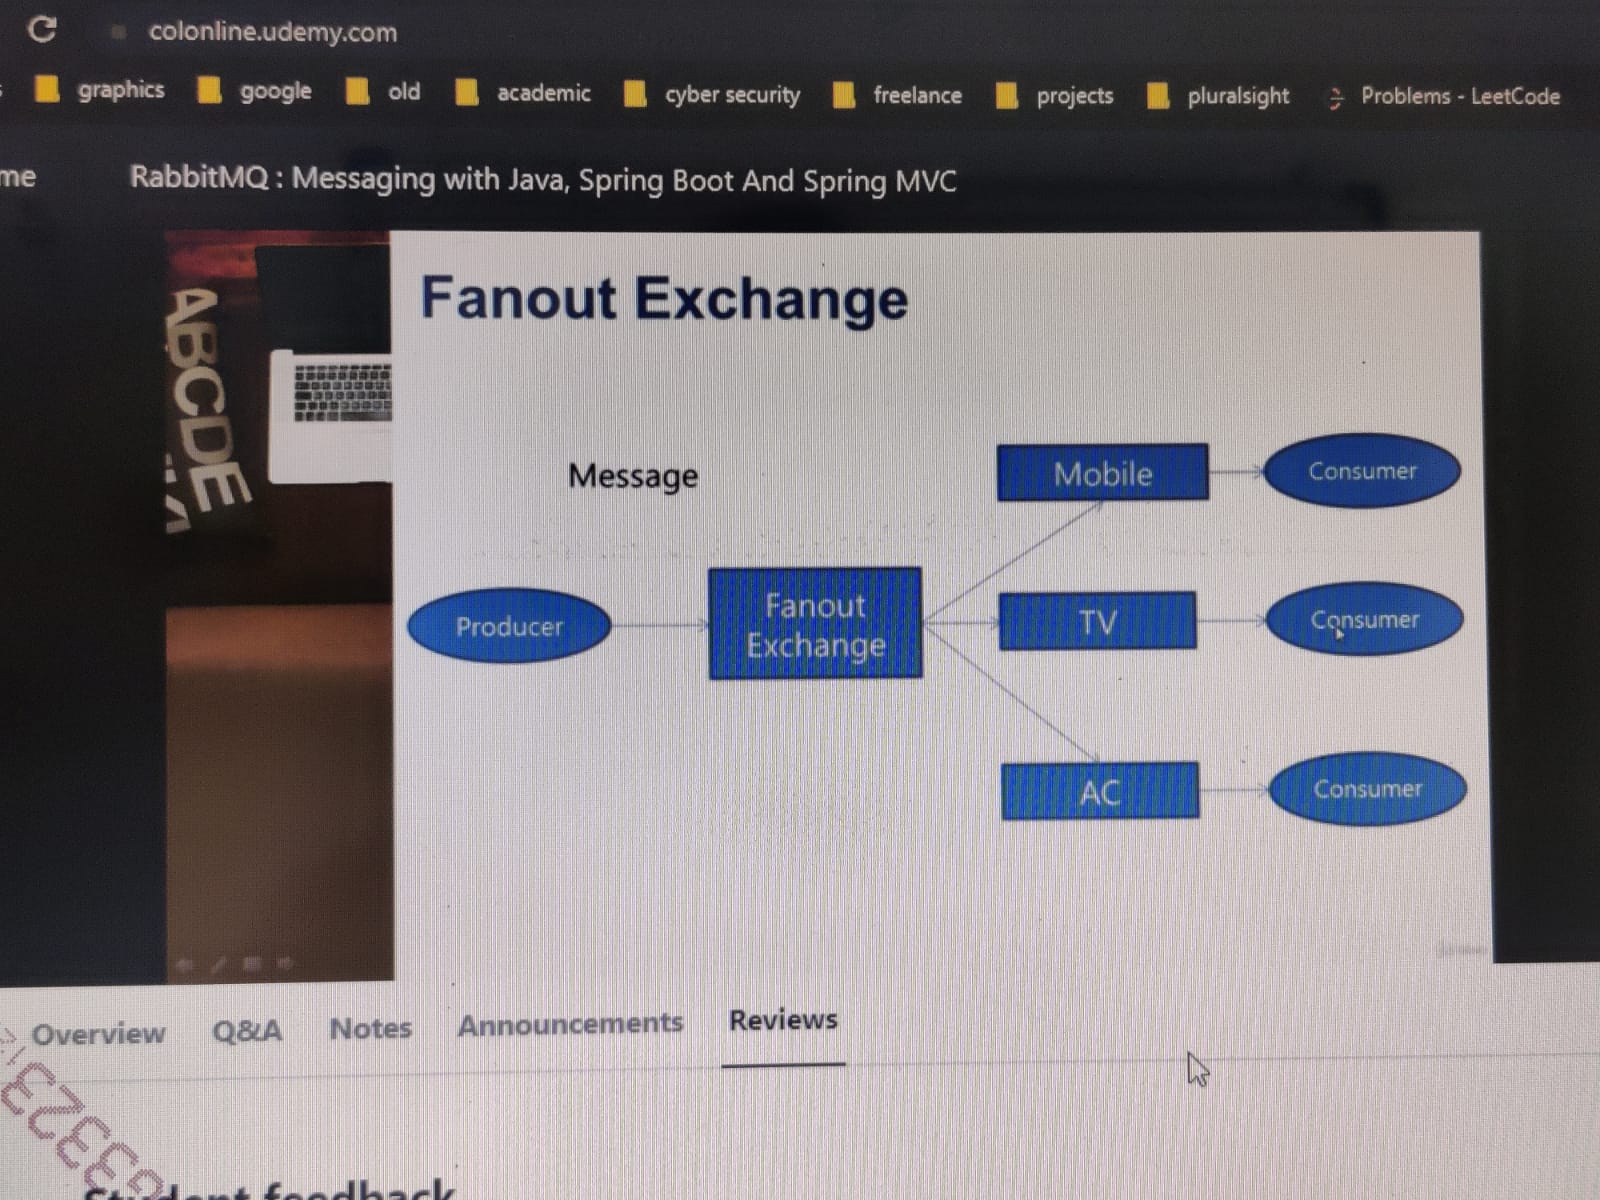 colonline.udemy.com
graphics google old academic cyber security freelance projects pluralsight Problems - LeetCode
me RabbitMQ : Messaging with Java, Spring Boot And Spring MVC
ABCDE
Fanout Exchange
Message
Mobile Consumer
Producer Fanout Exchange TV Consumer
AC Consumer
Overview Q&A Notes Announcements Reviews
Student feedback